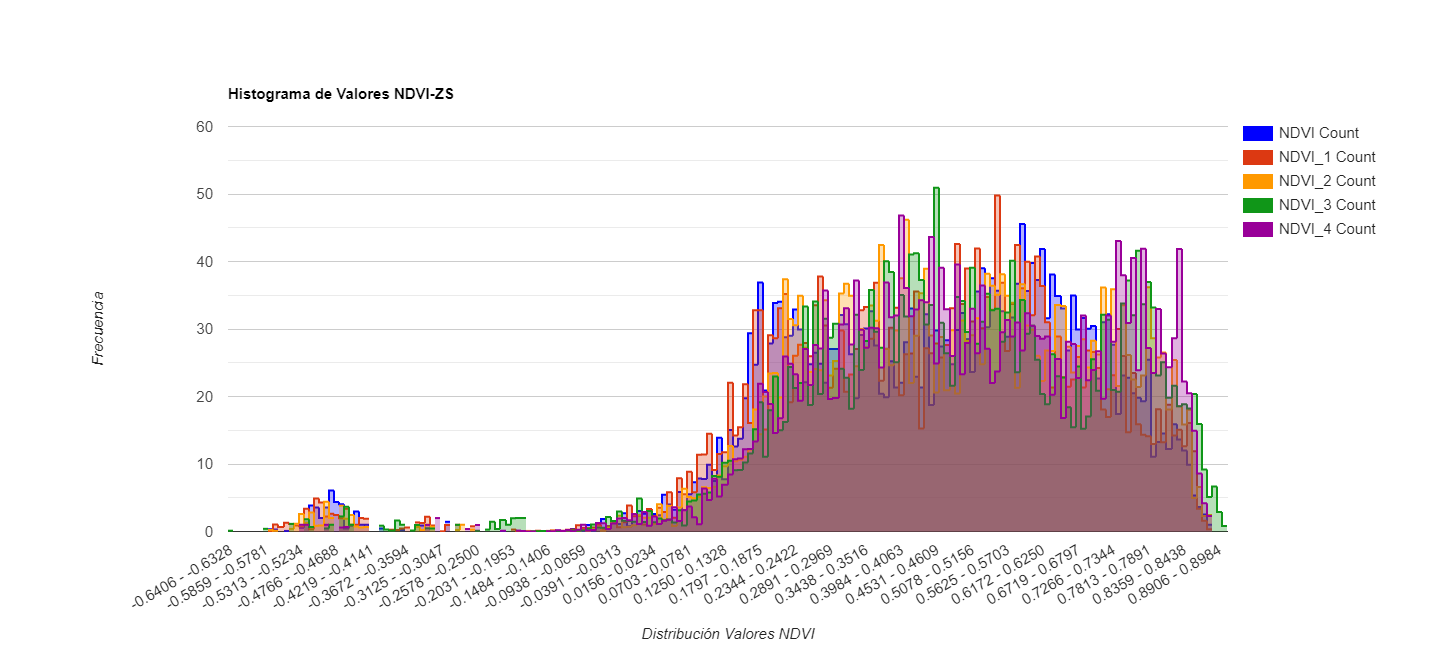 Histograma de Valores NDVI-ZS
60
50
40
30
20
10
0
Frecuencia
NDVI Count
NDVI_1 Count
NDVI_2 Count
NDVI_3 Count
NDVI_4 Count
-0.6406 - -0.6328
-0.5859 - -0.5781
-0.5313 - -0.5234
-0.4766 - -0.4688
-0.4219 - -0.4141
-0.3672 - -0.3594
-0.3125 - -0.3047
-0.2578 - -0.2500
-0.2031 - -0.1953
-0.1484 - -0.1406
-0.0938 - -0.0859
-0.0391 - -0.0313
0.0156 - 0.0234
0.0703 - 0.0781
0.1250 - 0.1328
0.1797 - 0.1875
0.2344 - 0.2422
0.2891 - 0.2969
0.3438 - 0.3516
0.3984 - 0.4063
0.4531 - 0.4609
0.5078 - 0.5156
0.5625 - 0.5703
0.6172 - 0.6250
0.6719 - 0.6797
0.7266 - 0.7344
0.7813 - 0.7891
0.8359 - 0.8438
0.8906 - 0.8984
Distribución Valores NDVI